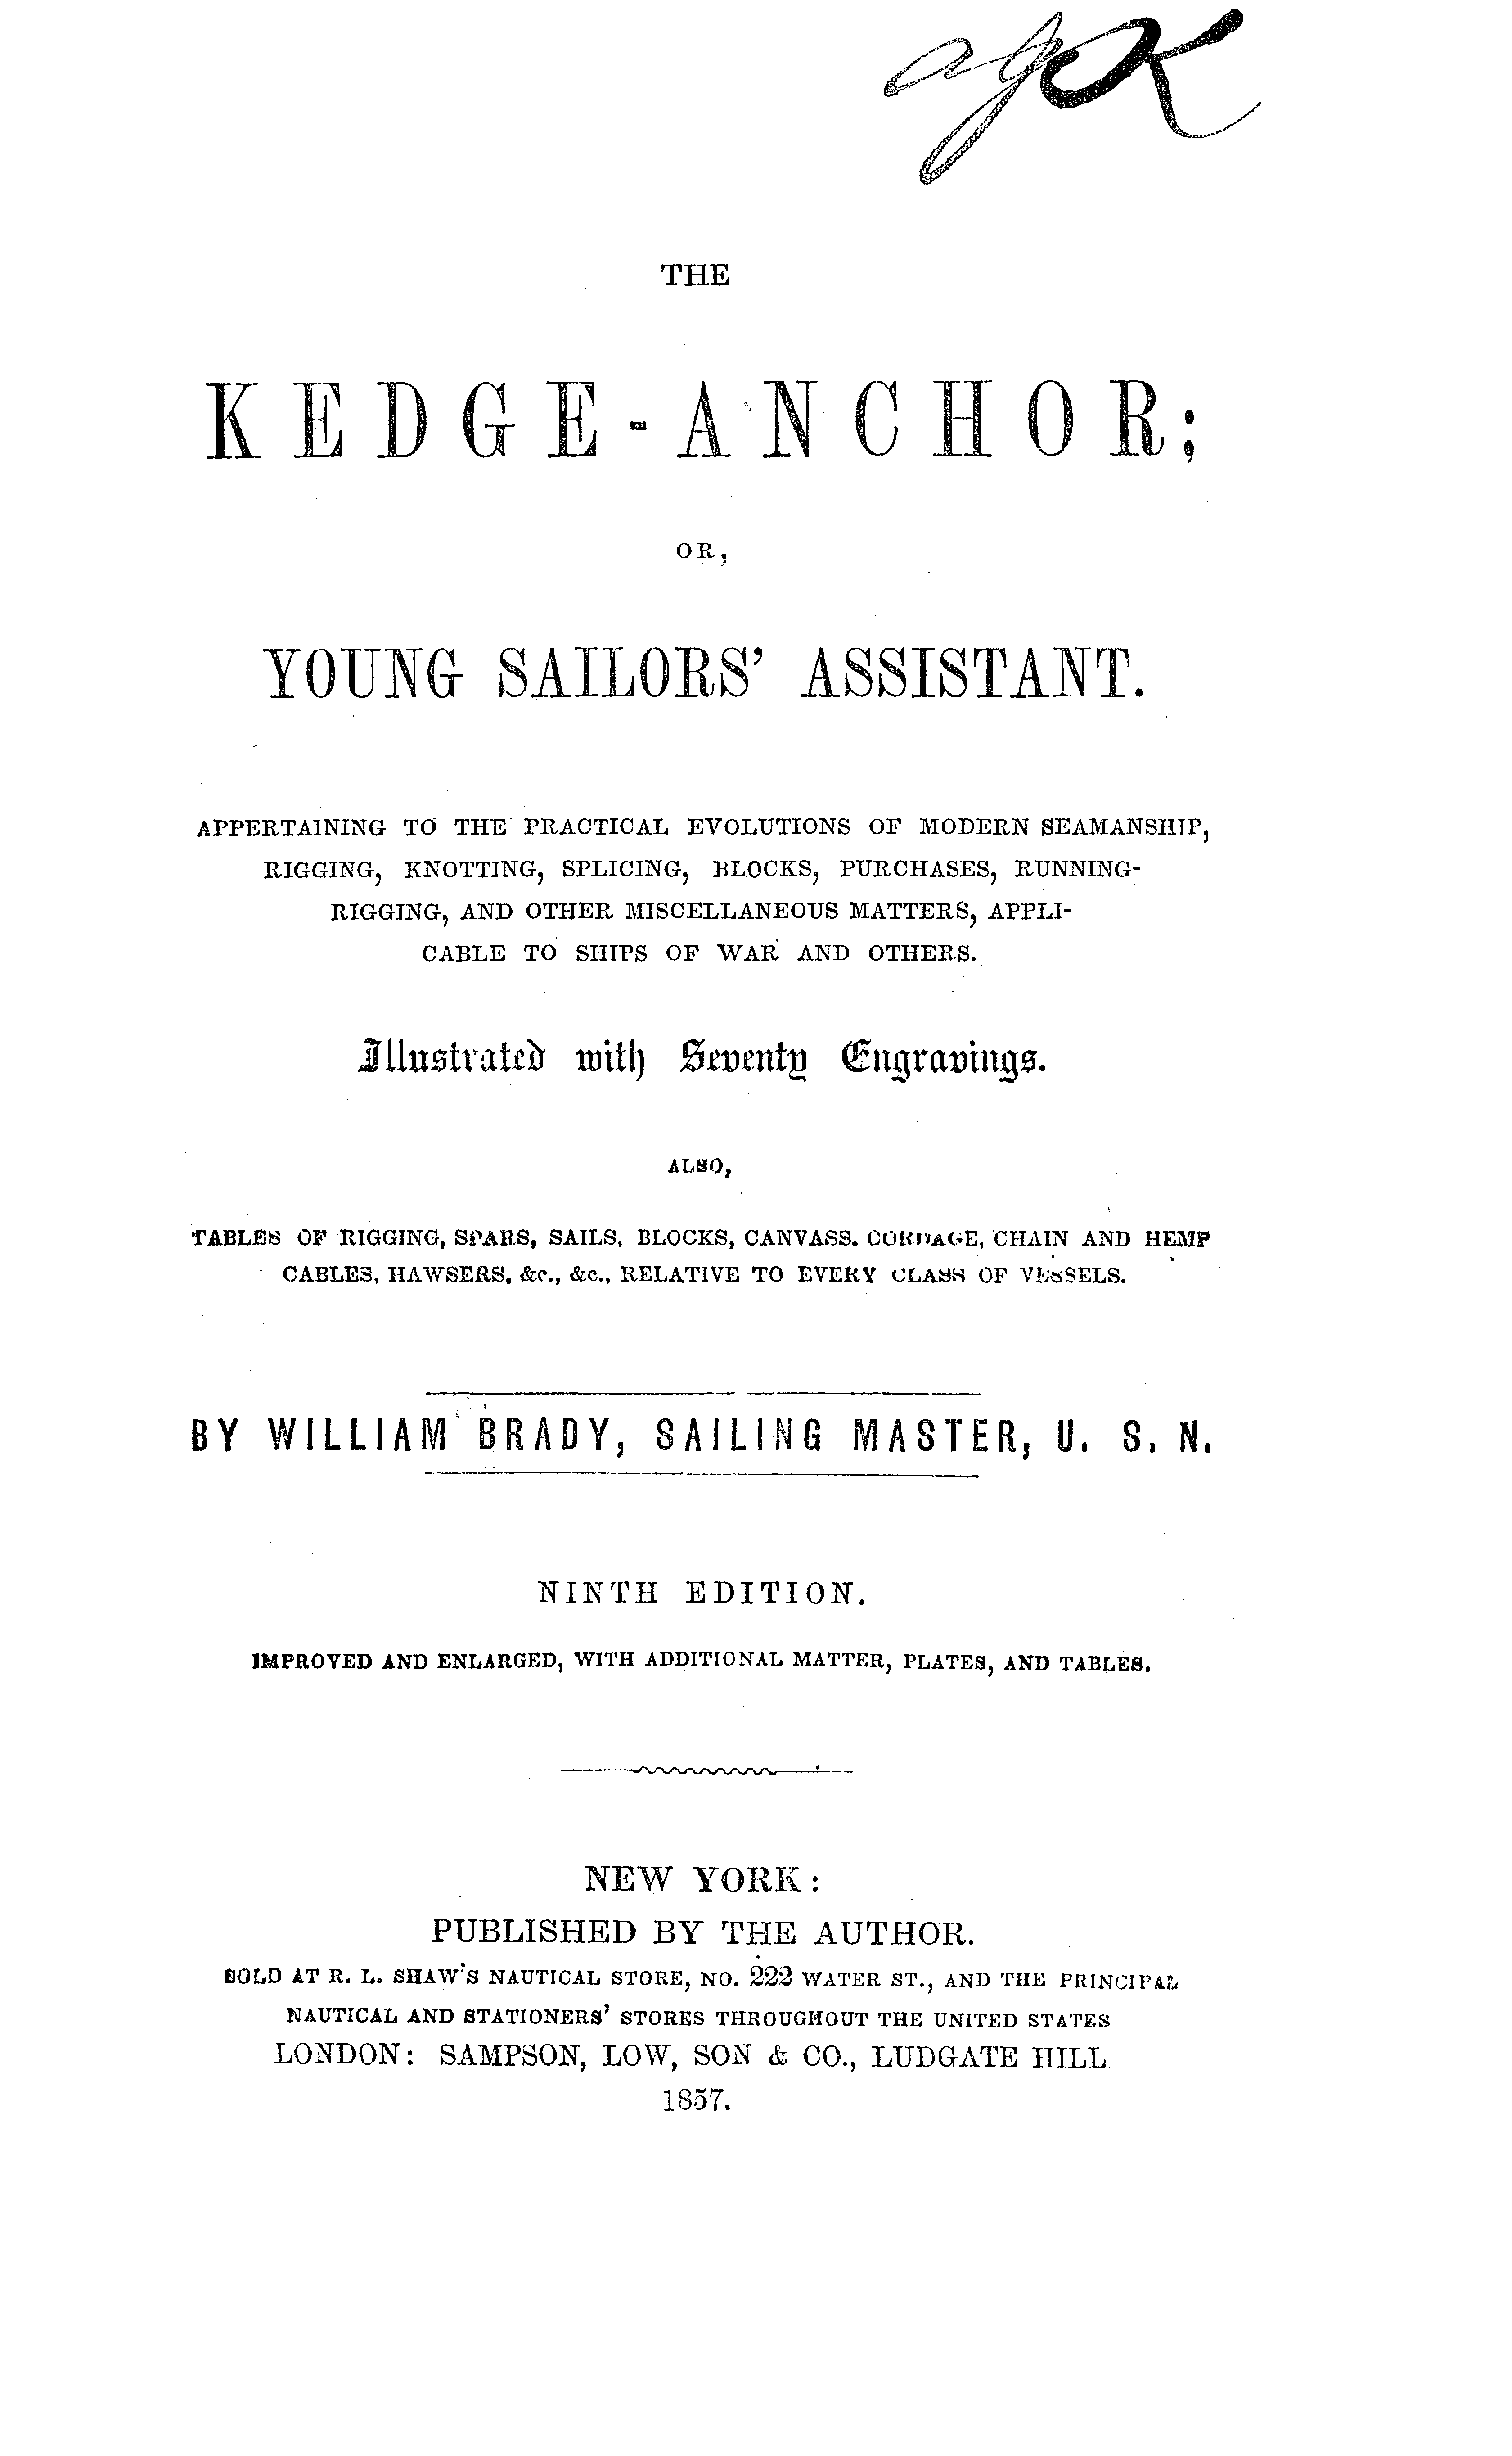 THE
KEDGE-ANCHOR;
OR,
YOUNG SAILORS' ASSISTANT.
APPERTAINING TO THE PRACTICAL EVOLUTIONS OF MODERN SEAMANSHIP,
RIGGING, KNOTTING, SPLICING, BLOCKS, PURCHASES, RUNNING-
RIGGING, AND OTHER MISCELLANEOUS MATTERS, APPLI-
CABLE TO SHIPS OF WAR AND OTHERS.
Illustrated with Seventy Engravings.
ALSO,
TABLES OF RIGGING, SPARS, SAILS, BLOCKS, CANVASS. CORDAGE, CHAIN AND HEMP
CABLES, HAWSERS, &c., &c., RELATIVE TO EVERY CLASS OF VESSELS.
BY WILLIAM BRADY, SAILING MASTER, U. S. N.
NINTH EDITION.
IMPROVED AND ENLARGED, WITH ADDITIONAL MATTER, PLATES, AND TABLES.
NEW YORK:
PUBLISHED BY THE AUTHOR.
SOLD AT R. L. SHAW'S NAUTICAL STORE, NO. 222 WATER ST., AND THE PRINCIPAL
NAUTICAL AND STATIONERS' STORES THROUGHOUT THE UNITED STATES
LONDON: SAMPSON, LOW, SON & CO., LUDGATE HILL.
1857.